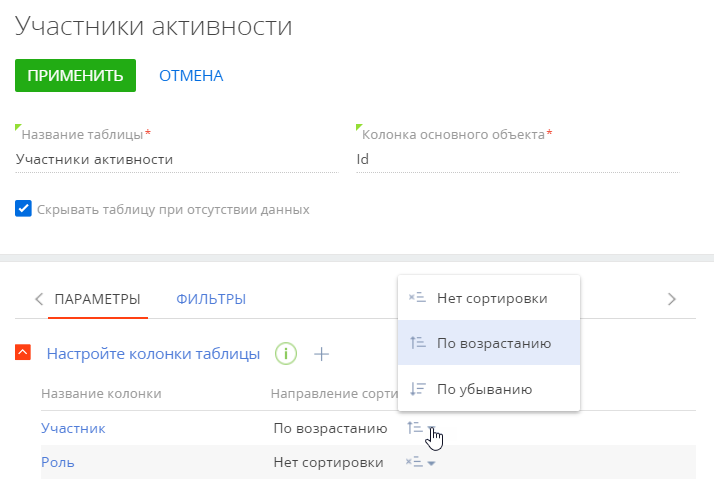 Участники активности
ПРИМЕНИТЬ ОТМЕНА
Название таблицы* Колонка основного объекта*
Участники активности Id
Скрывать таблицу при отсутствии данных
ПАРАМЕТРЫ ФИЛЬТРЫ
Нет сортировки
По возрастанию
По убыванию
Настройте колонки таблицы
Название колонки Направление сорти
Участник По возрастанию
Роль Нет сортировки